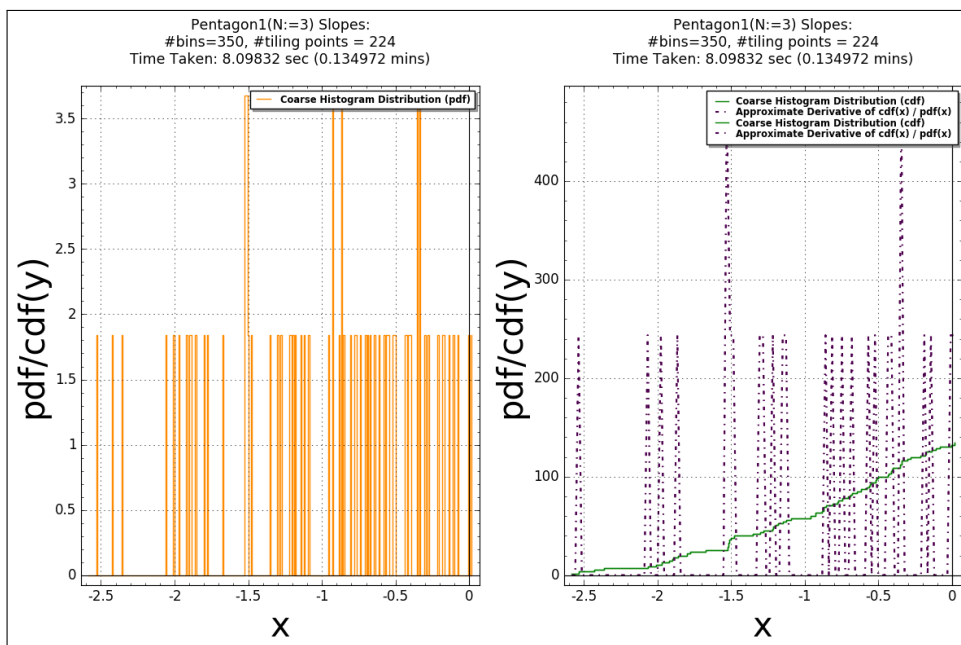 Pentagon1(N:=3) Slopes:
#bins=350, #tiling points = 224
Time Taken: 8.09832 sec (0.134972 mins)
Coarse Histogram Distribution (pdf)
3.5
3
2.5
2
1.5
1
0.5
0
-2.5
-2
-1.5
-1
-0.5
0
pdf/cdf(y)
x
Pentagon1(N:=3) Slopes:
#bins=350, #tiling points = 224
Time Taken: 8.09832 sec (0.134972 mins)
Coarse Histogram Distribution (cdf)
Approximate Derivative of cdf(x) / pdf(x)
Coarse Histogram Distribution (cdf)
Approximate Derivative of cdf(x) / pdf(x)
400
300
200
100
0
-2.5
-2
-1.5
-1
-0.5
0
pdf/cdf(y)
x